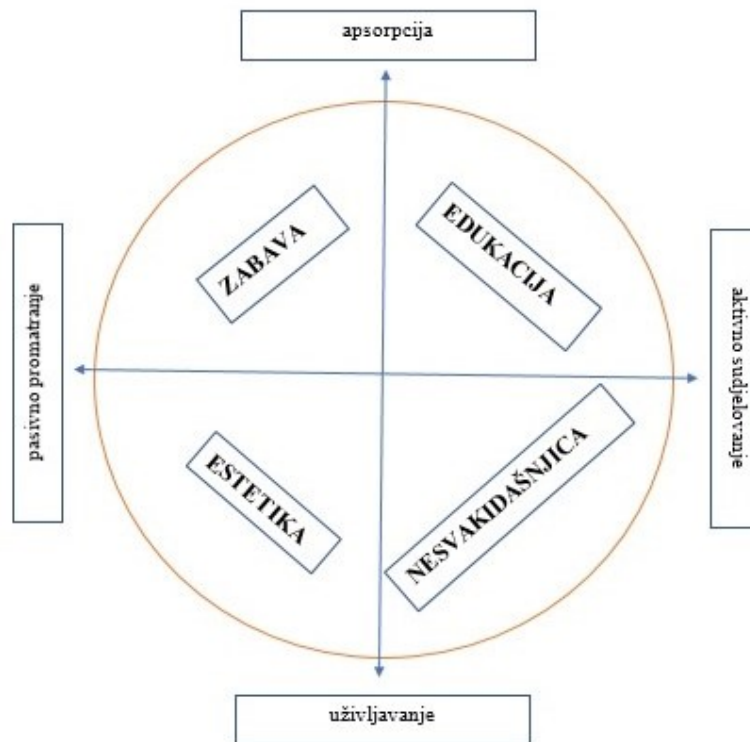 apsorpcija
ZABAVA
EDUKACIJA
pasivno promatranje
aktivno sudjelovanje
ESTETIKA
NESVAKIDAŠNJICA
uživljavanje